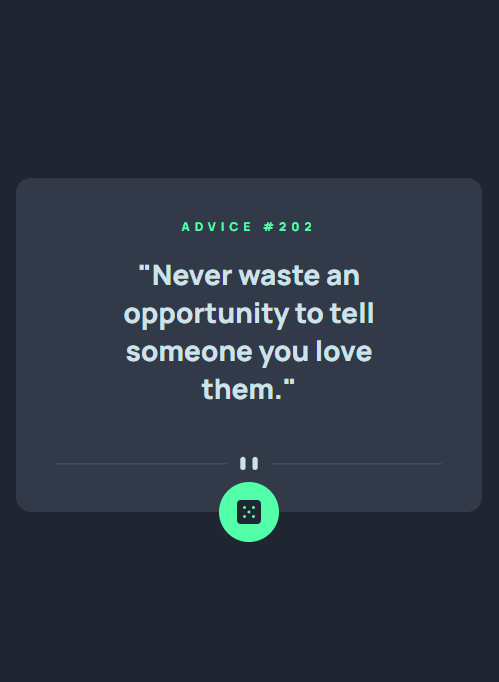 ADVICE #202
"Never waste an
opportunity to tell
someone you love
them."